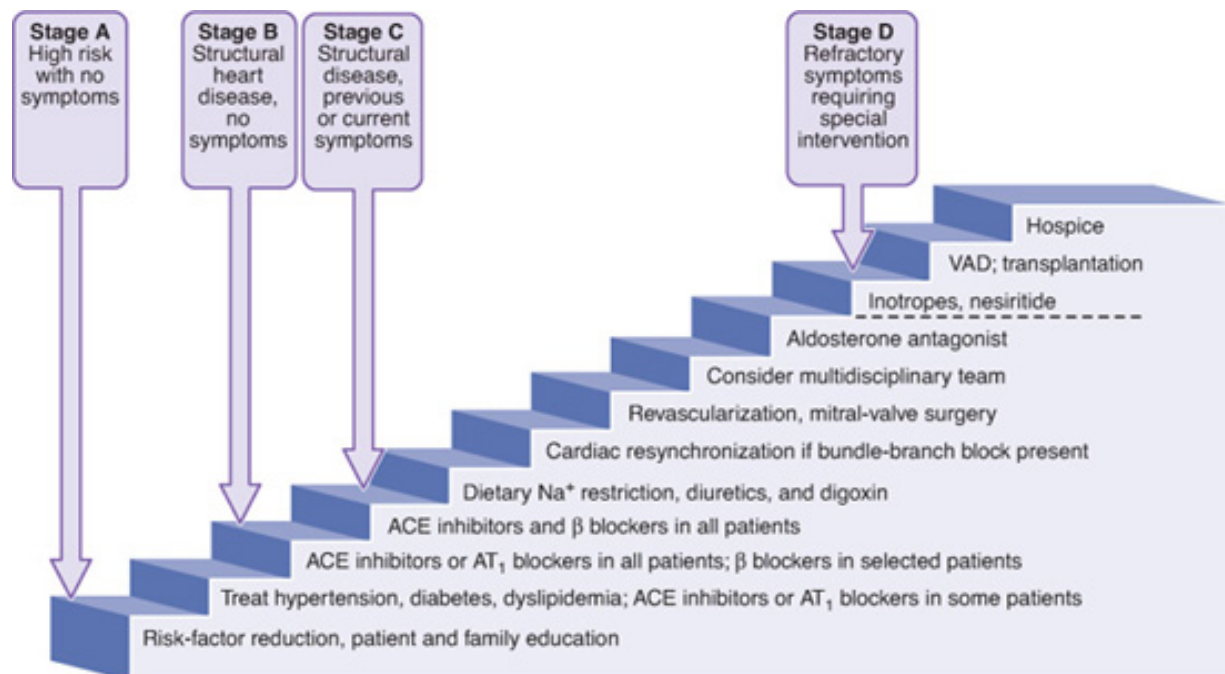 Stage A
High risk
with no
symptoms
Stage B
Structural
heart
disease,
no
symptoms
Stage C
Structural
disease,
previous
or current
symptoms
Stage D
Refractory
symptoms
requiring
special
intervention
Hospice
VAD; transplantation
Inotropes, nesiritide
Aldosterone antagonist
Consider multidisciplinary team
Revascularization, mitral-valve surgery
Cardiac resynchronization if bundle-branch block present
Dietary Na⁺ restriction, diuretics, and digoxin
ACE inhibitors and β blockers in all patients
ACE inhibitors or AT₁ blockers in all patients; β blockers in selected patients
Treat hypertension, diabetes, dyslipidemia; ACE inhibitors or AT₁ blockers in some patients
Risk-factor reduction, patient and family education